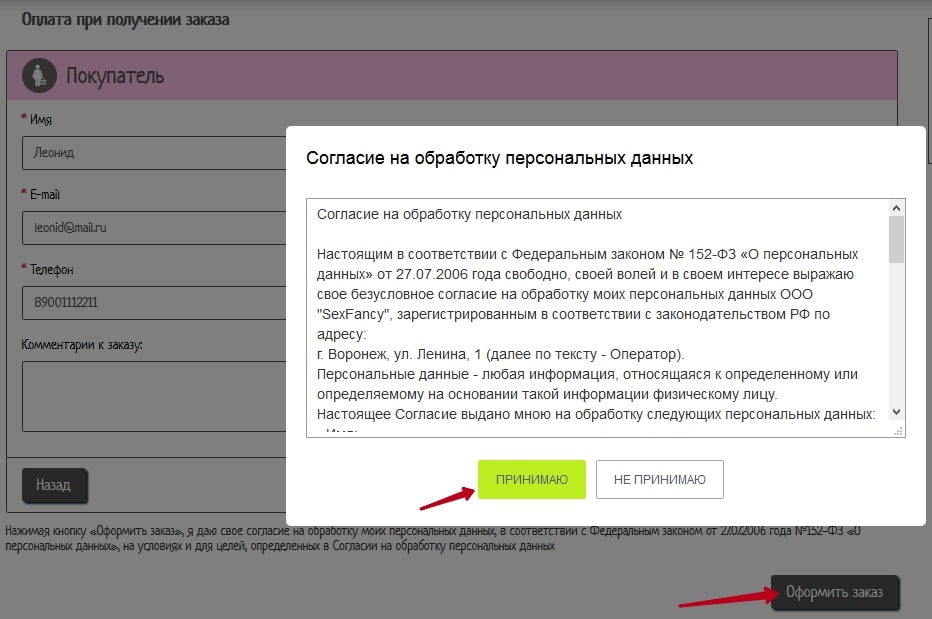 Оплата при получении заказа
Покупатель
* Имя
Леонид
* E-mail
leonid@mail.ru
* Телефон
89001112211
Комментарии к заказу:
Назад
Согласие на обработку персональных данных
Согласие на обработку персональных данных
Настоящим в соответствии с Федеральным законом № 152-ФЗ «О персональных
данных» от 27.07.2006 года свободно, своей волей и в своем интересе выражаю
свое безусловное согласие на обработку моих персональных данных ООО
"SexFancy", зарегистрированным в соответствии с законодательством РФ по
адресу:
г. Воронеж, ул. Ленина, 1 (далее по тексту - Оператор).
Персональные данные - любая информация, относящаяся к определенному или
определяемому на основании такой информации физическому лицу.
Настоящее Согласие выдано мною на обработку следующих персональных данных:
ПРИНИМАЮ
НЕ ПРИНИМАЮ
Нажимая кнопку «Оформить заказ», я даю свое согласие на обработку моих персональных данных, в соответствии с Федеральным законом от 27.07.2006 года №152-ФЗ «О
персональных данных», на условиях и для целей, определенных в Согласии на обработку персональных данных
Оформить заказ